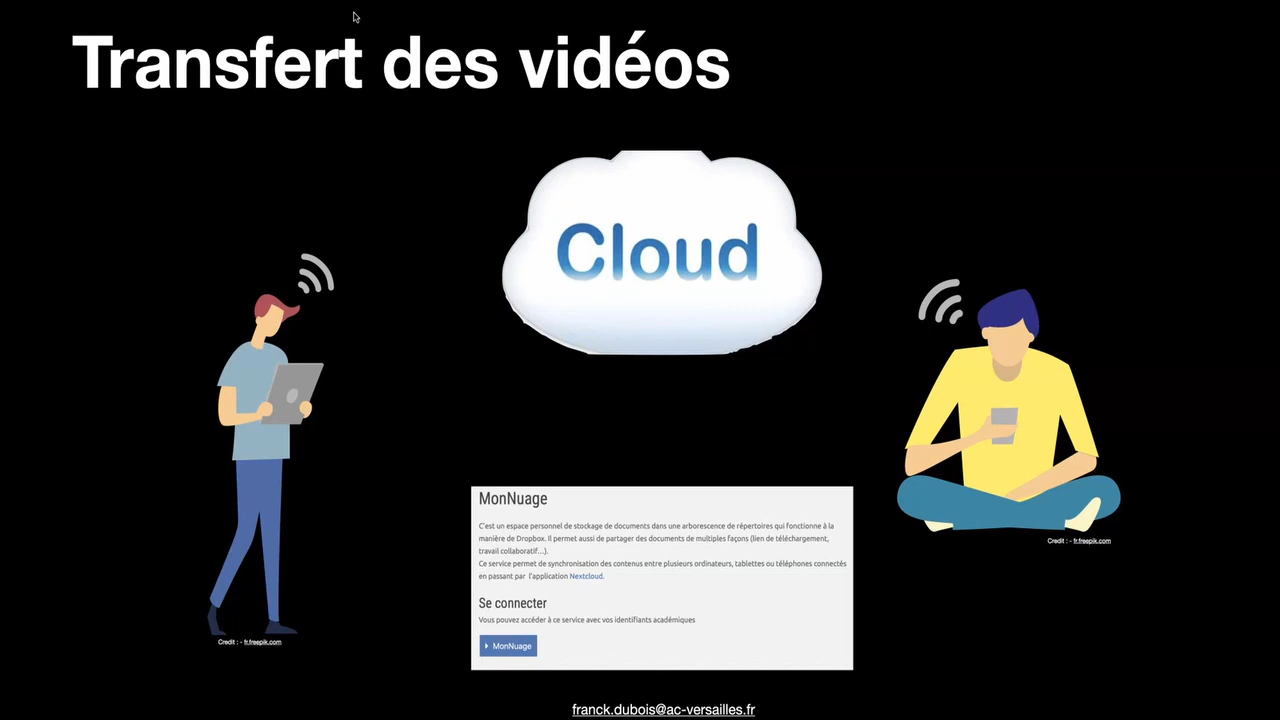 Transfert des vidéos
Cloud
MonNuage
C'est un espace personnel de stockage de documents dans une arborescence de répertoires qui fonctionne à la
manière de Dropbox. Il permet aussi de partager des documents de multiples façons (lien de téléchargement,
travail collaboratif...).
Ce service permet de synchronisation des contenus entre plusieurs ordinateurs, tablettes ou téléphones connectés
en passant par l'application Nextcloud.
Se connecter
Vous pouvez accéder à ce service avec vos identifiants académiques
MonNuage
Credit : - fr.freepik.com
Credit : - fr.freepik.com
franck.dubois@ac-versailles.fr